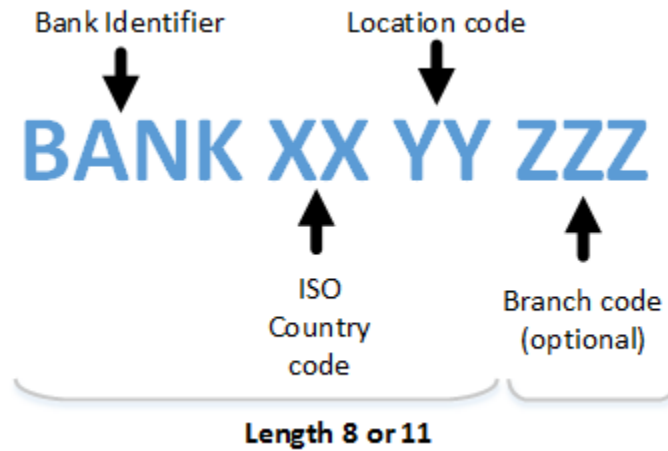 Bank Identifier
Location code
BANK XX YY ZZZ
ISO
Country
code
Branch code
(optional)
Length 8 or 11